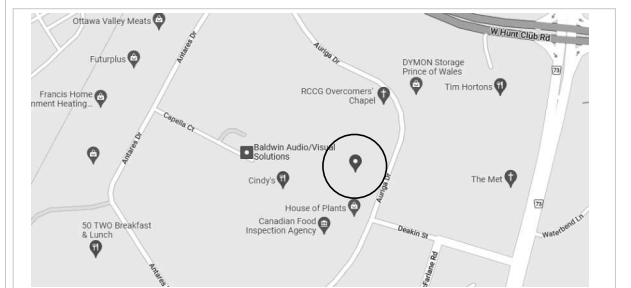 Ottawa Valley Meats
W Hunt Club Rd
Antares Dr
Auriga Dr
Futurplus
DYMON Storage
Prince of Wales
73
Tim Hortons
RCCG Overcomers'
Chapel
Francis Home
nment Heating...
Capella Ct
Antares Dr
Baldwin Audio/Visual
Solutions
Cindy's
The Met
Auriga Dr
House of Plants
73
50 TWO Breakfast
& Lunch
Canadian Food
Inspection Agency
Deakin St
Waterbend Ln
Antares
cFarlane Rd